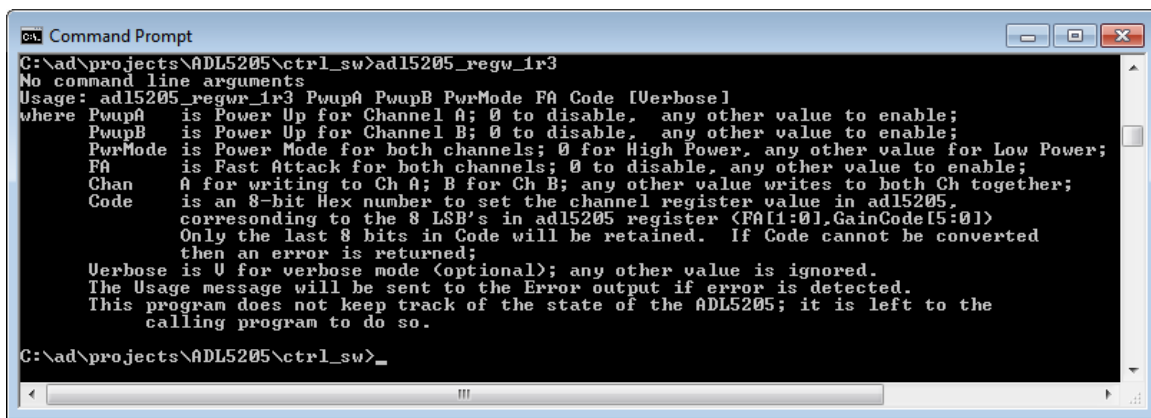 Command Prompt
C:\ad\projects\ADL5205\ctrl_sw>adl5205_regw_1r3
No command line arguments
Usage: adl5205_regwr_1r3 PwupA PwupB PwrMode FA Code [Verbose]
where PwupA is Power Up for Channel A; 0 to disable, any other value to enable;
PwupB is Power Up for Channel B; 0 to disable, any other value to enable;
PwrMode is Power Mode for both channels; 0 for High Power, any other value for Low Power;
FA is Fast Attack for both channels; 0 to disable, any other value to enable;
Chan A for writing to Ch A; B for Ch B; any other value writes to both Ch together;
Code is an 8-bit Hex number to set the channel register value in adl5205,
corresonding to the 8 LSB's in adl5205 register (FA[1:0],GainCode[5:0])
Only the last 8 bits in Code will be retained. If Code cannot be converted
then an error is returned;
Verbose is V for verbose mode (optional); any other value is ignored.
The Usage message will be sent to the Error output if error is detected.
This program does not keep track of the state of the ADL5205; it is left to the
calling program to do so.
C:\ad\projects\ADL5205\ctrl_sw>_